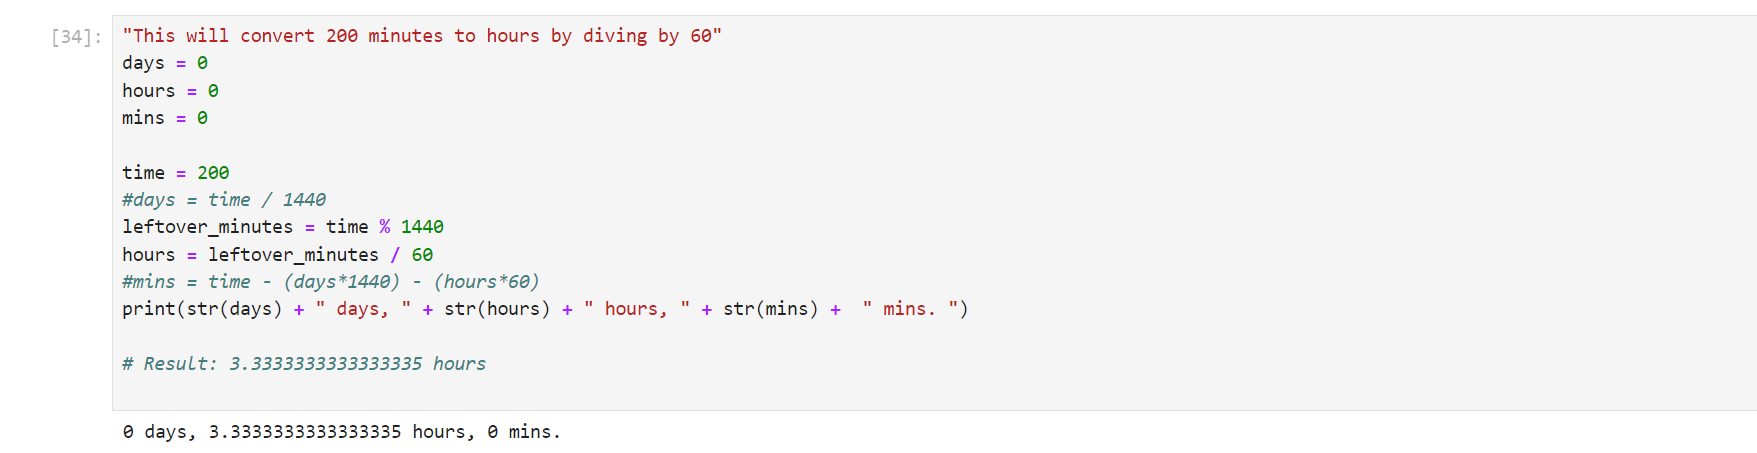 [34]: "This will convert 200 minutes to hours by diving by 60"
days = 0
hours = 0
mins = 0
time = 200
#days = time / 1440
leftover_minutes = time % 1440
hours = leftover_minutes / 60
#mins = time - (days*1440) - (hours*60)
print(str(days) + " days, " + str(hours) + " hours, " + str(mins) +  " mins. ")
# Result: 3.3333333333333335 hours
0 days, 3.3333333333333335 hours, 0 mins.